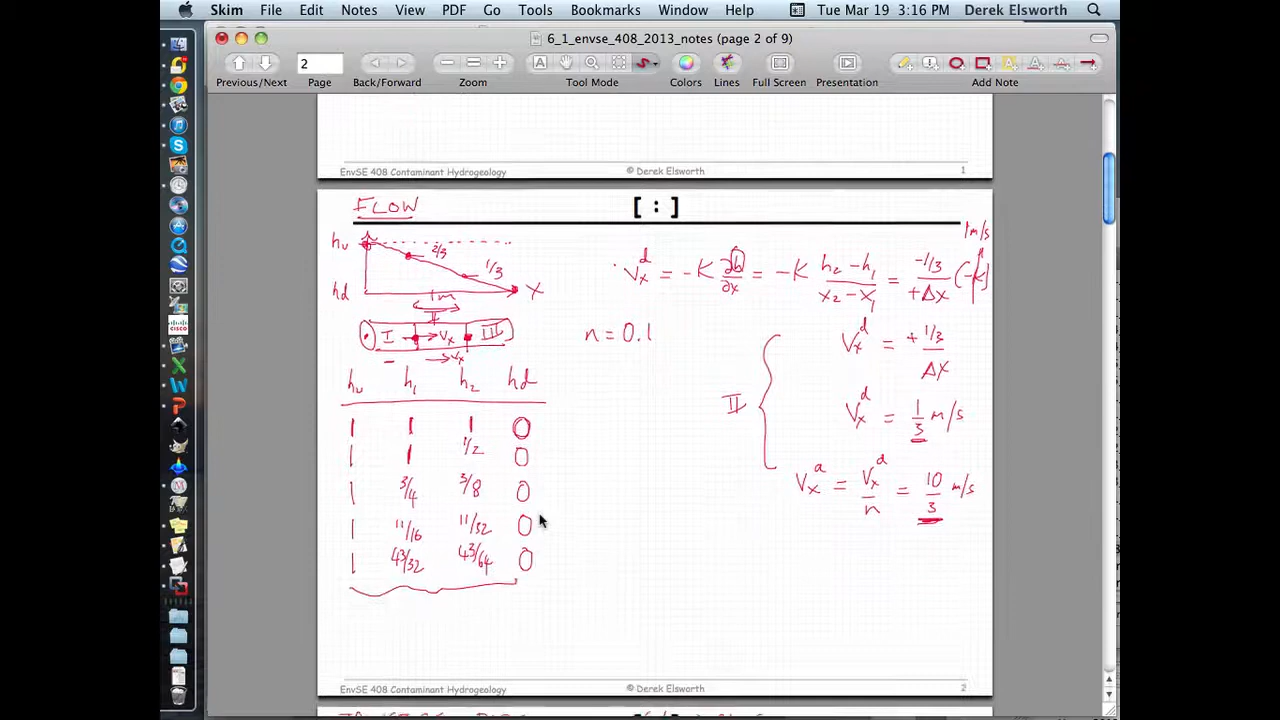 Skim File Edit Notes View PDF Go Tools Bookmarks Window Help Tue Mar 19 3:16 PM Derek Elsworth
6_1_envse_408_2013_notes (page 2 of 9)
2
Previous/Next Page Back/Forward Zoom Tool Mode Colors Lines Full Screen Presentation Add Note
EnvSE 408 Contaminant Hydrogeology © Derek Elsworth 1
FLOW [ : ]
1m/s
hu 2/3 1/3
hd 1m x
Vx^d = -K ∂h/∂x = -K (h2-h1)/(x2-x1) = (-1/3)/(+Δx) (-K)
II
I → Vx III
→ Vx
n = 0.1
Vx^d = +1/3/Δx
hu h1 h2 hd
1 1 1 0
1 1 1/2 0
1 3/4 3/8 0
1 11/16 11/32 0
1 43/32 43/64 0
II
Vx^d = 1/3 m/s
Vx^a = Vx^d/n = 10/3 m/s
EnvSE 408 Contaminant Hydrogeology © Derek Elsworth 2